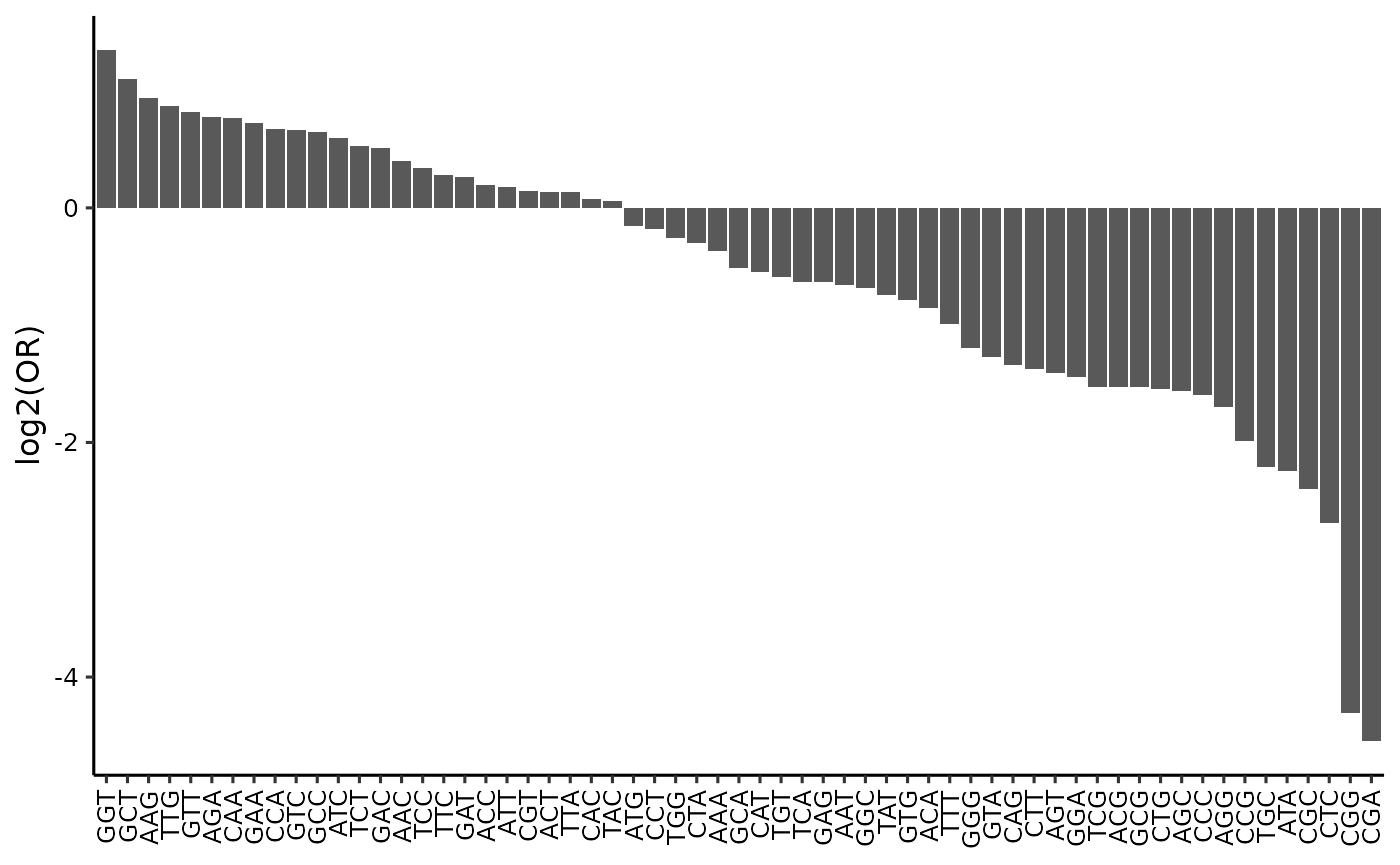 log2(OR)
0
-2
-4
GGT GCT AAG TTG GTT AGA CAA GAA CCA GTC GCC ATC TCT GAC AAC TCC TTC GAT ACC ATT CGT ACT TTA CAC TAC ATG CCT TGG CTA AAA GCA CAT TGT TCA GAG AAT GGC TAT GTG ACA TTT GGG GTA CAG CTT AGT GGA TCG ACG GCG CTG AGC CCC AGG CCG TGC ATA CGC CTC CGG CGA